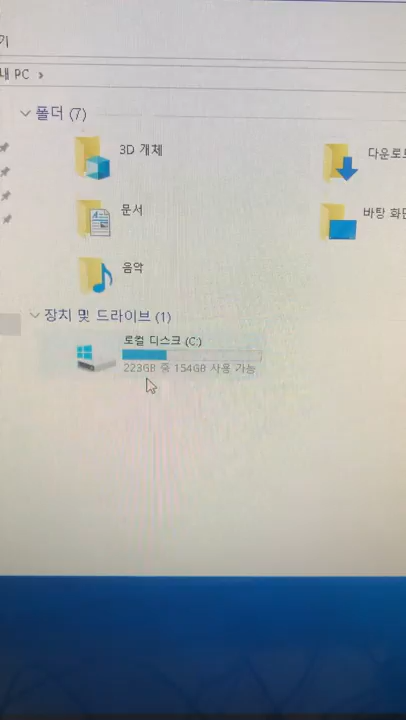 기
내 PC
폴더 (7)
3D 개체
다운로드
문서
바탕 화면
음악
장치 및 드라이브 (1)
로컬 디스크 (C:)
223GB 중 154GB 사용 가능